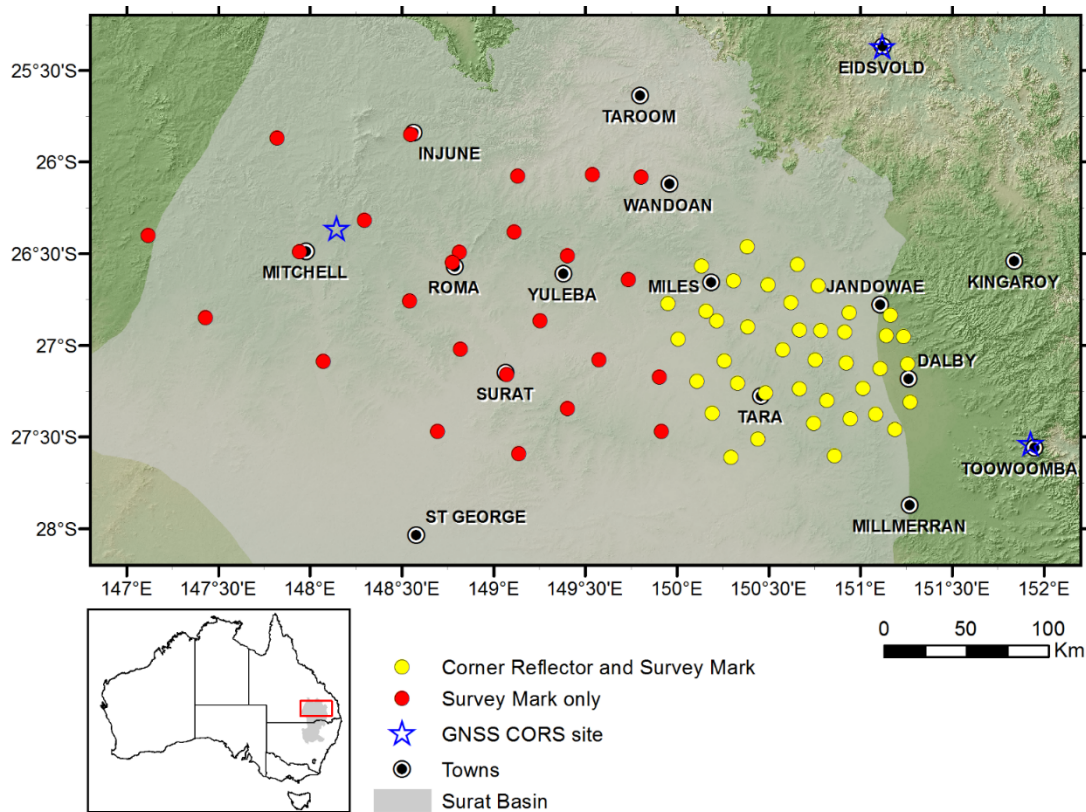 25°30'S
EIDSVOLD
TAROOM
INJUNE
26°S
WANDOAN
26°30'S
MITCHELL
ROMA
YULEBA
MILES
JANDOWAE
KINGAROY
27°S
SURAT
DALBY
TARA
27°30'S
TOOWOOMBA
ST GEORGE
MILLMERRAN
28°S
147°E 147°30'E 148°E 148°30'E 149°E 149°30'E 150°E 150°30'E 151°E 151°30'E 152°E
0 50 100
Km
Corner Reflector and Survey Mark
Survey Mark only
GNSS CORS site
Towns
Surat Basin